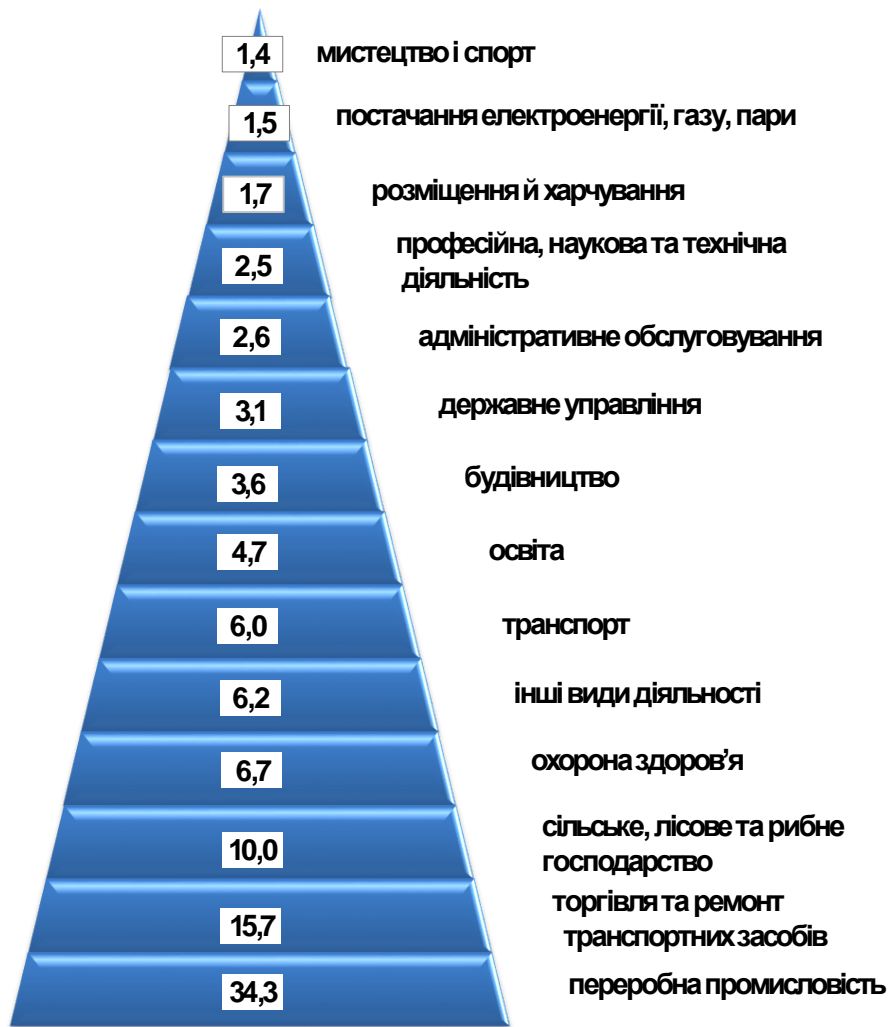 1,4 мистецтво і спорт
1,5 постачання електроенергії, газу, пари
1,7 розміщення й харчування
2,5 професійна, наукова та технічна
діяльність
2,6 адміністративне обслуговування
3,1 державне управління
3,6 будівництво
4,7 освіта
6,0 транспорт
6,2 інші види діяльності
6,7 охорона здоров’я
10,0 сільське, лісове та рибне
господарство
15,7 торгівля та ремонт
транспортних засобів
34,3 переробна промисловість